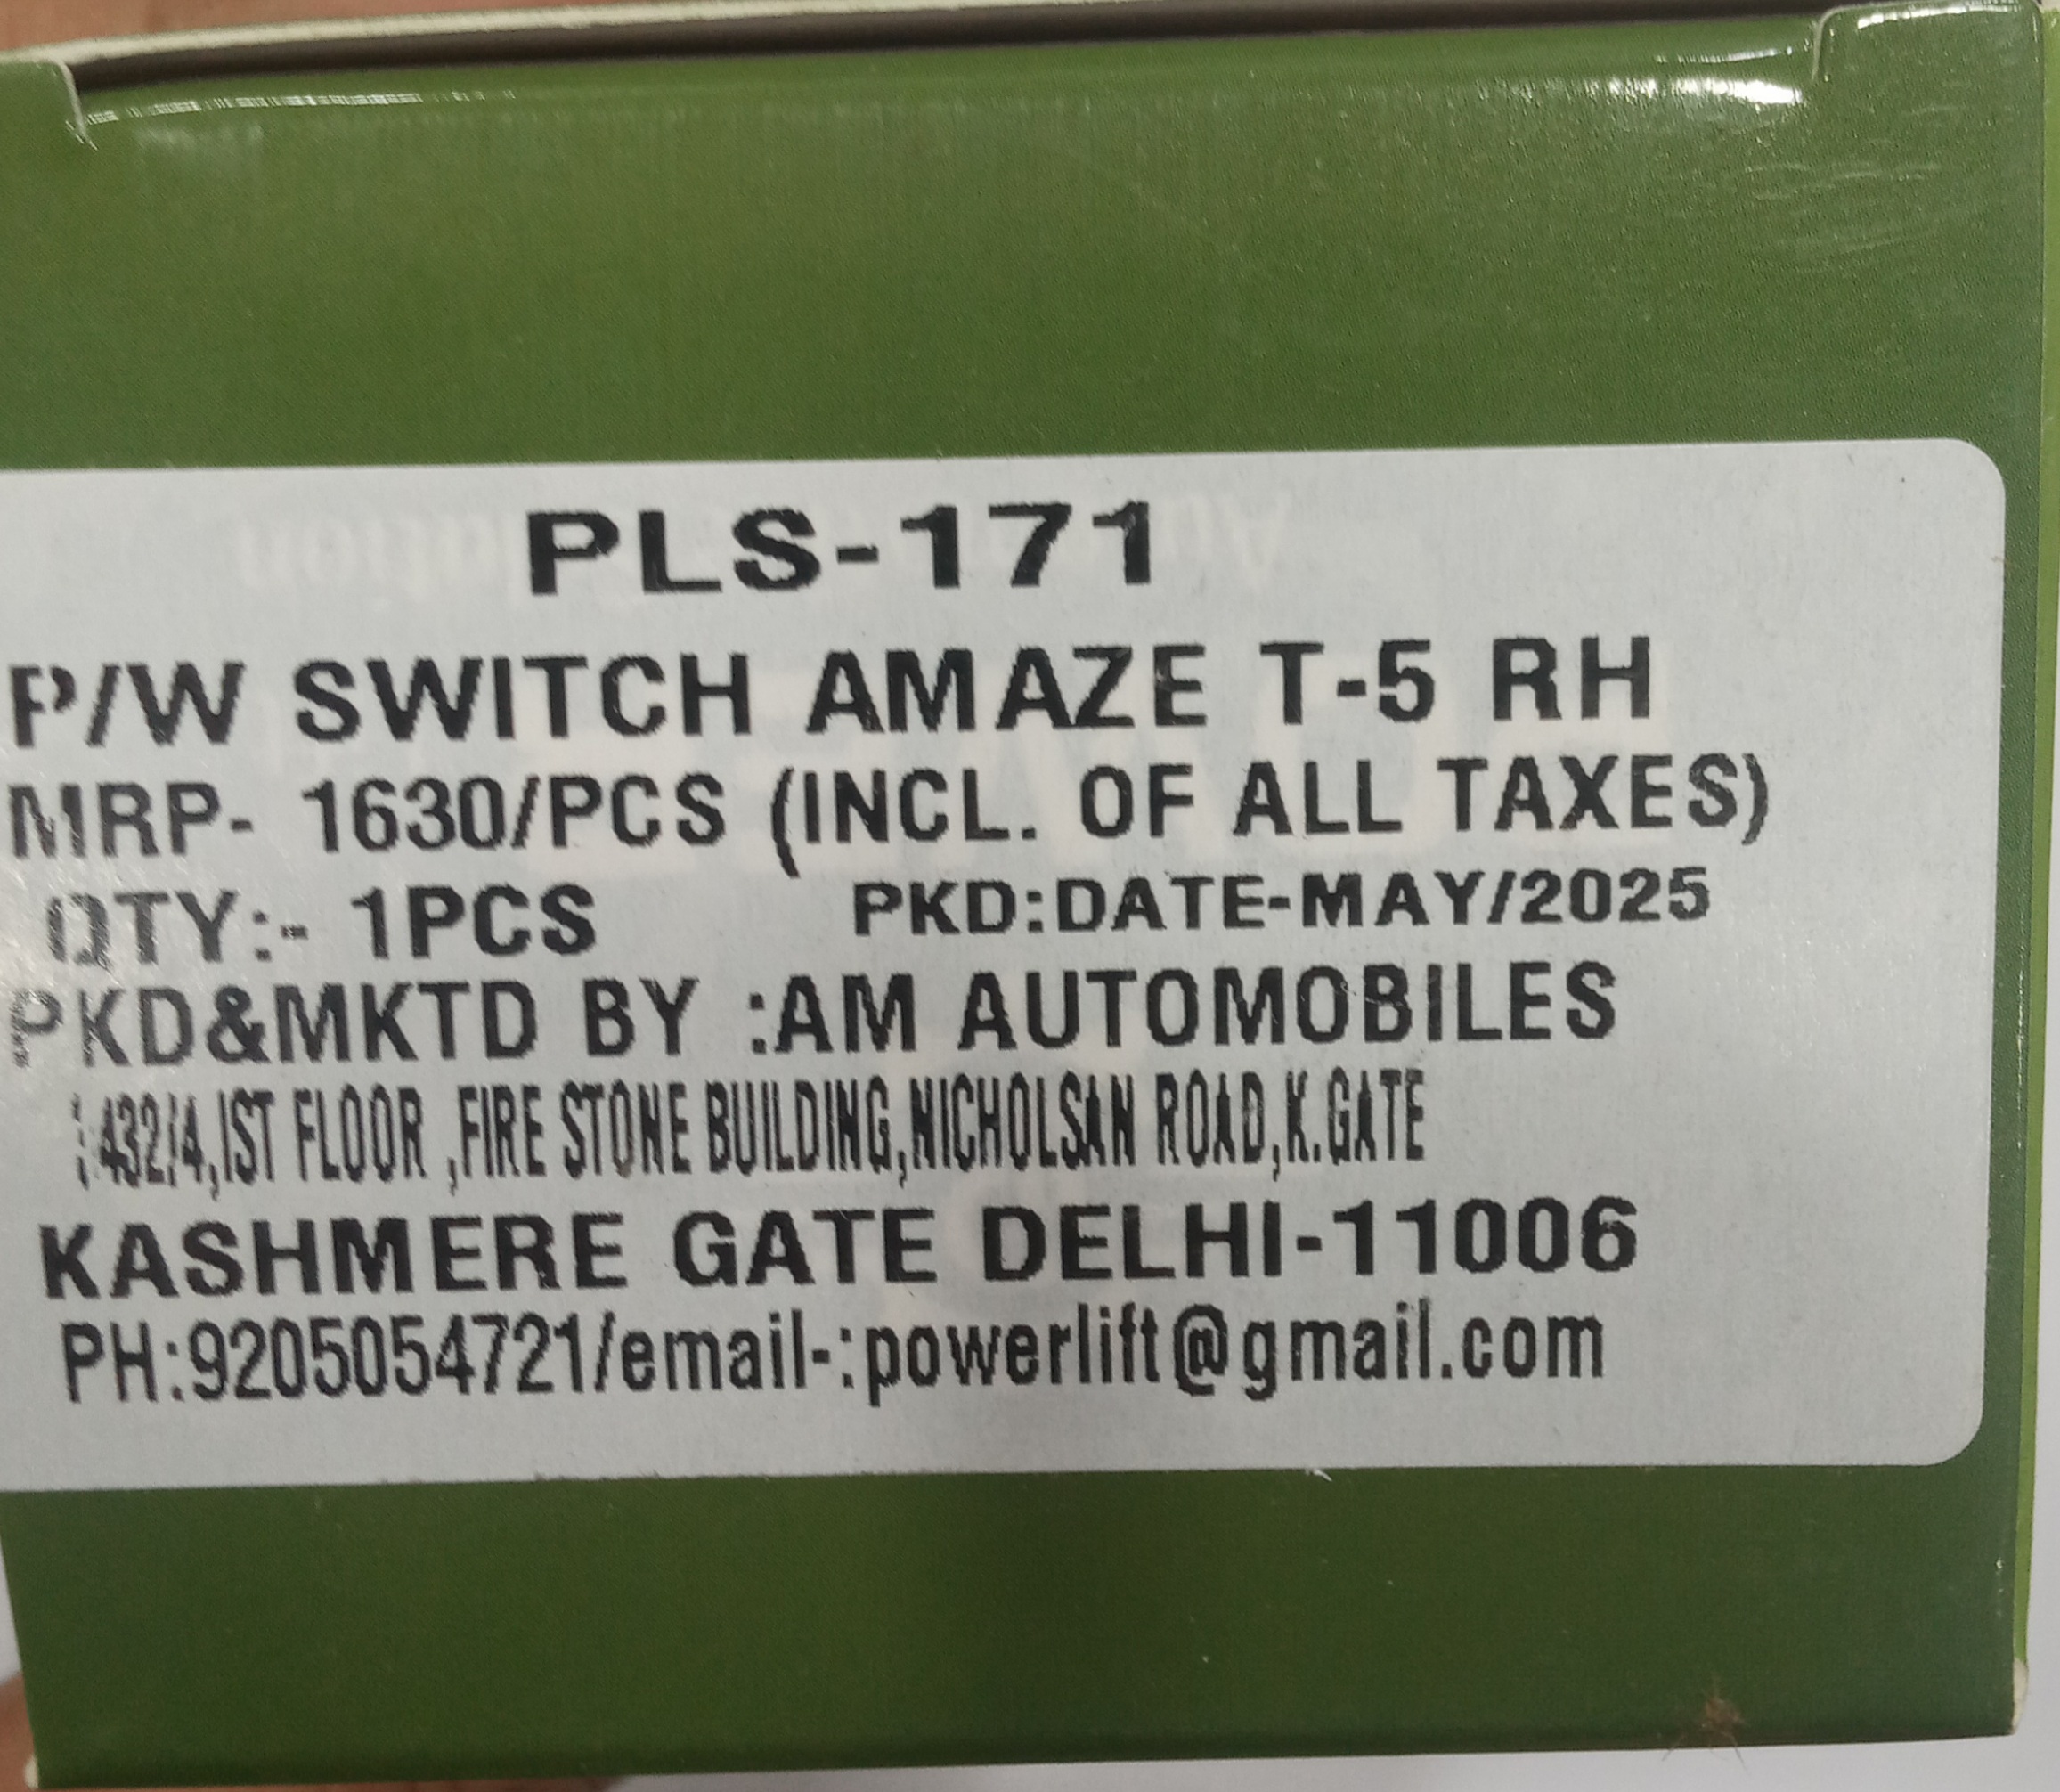 PLS-171
P/W SWITCH AMAZE T-5 RH
MRP- 1630/PCS (INCL. OF ALL TAXES)
QTY:- 1PCS PKD:DATE-MAY/2025
PKD&MKTD BY :AM AUTOMOBILES
432/4,IST FLOOR ,FIRE STONE BUILDING,NICHOLSAN ROAD,K.GATE
KASHMERE GATE DELHI-11006
PH:9205054721/email-:powerlift@gmail.com